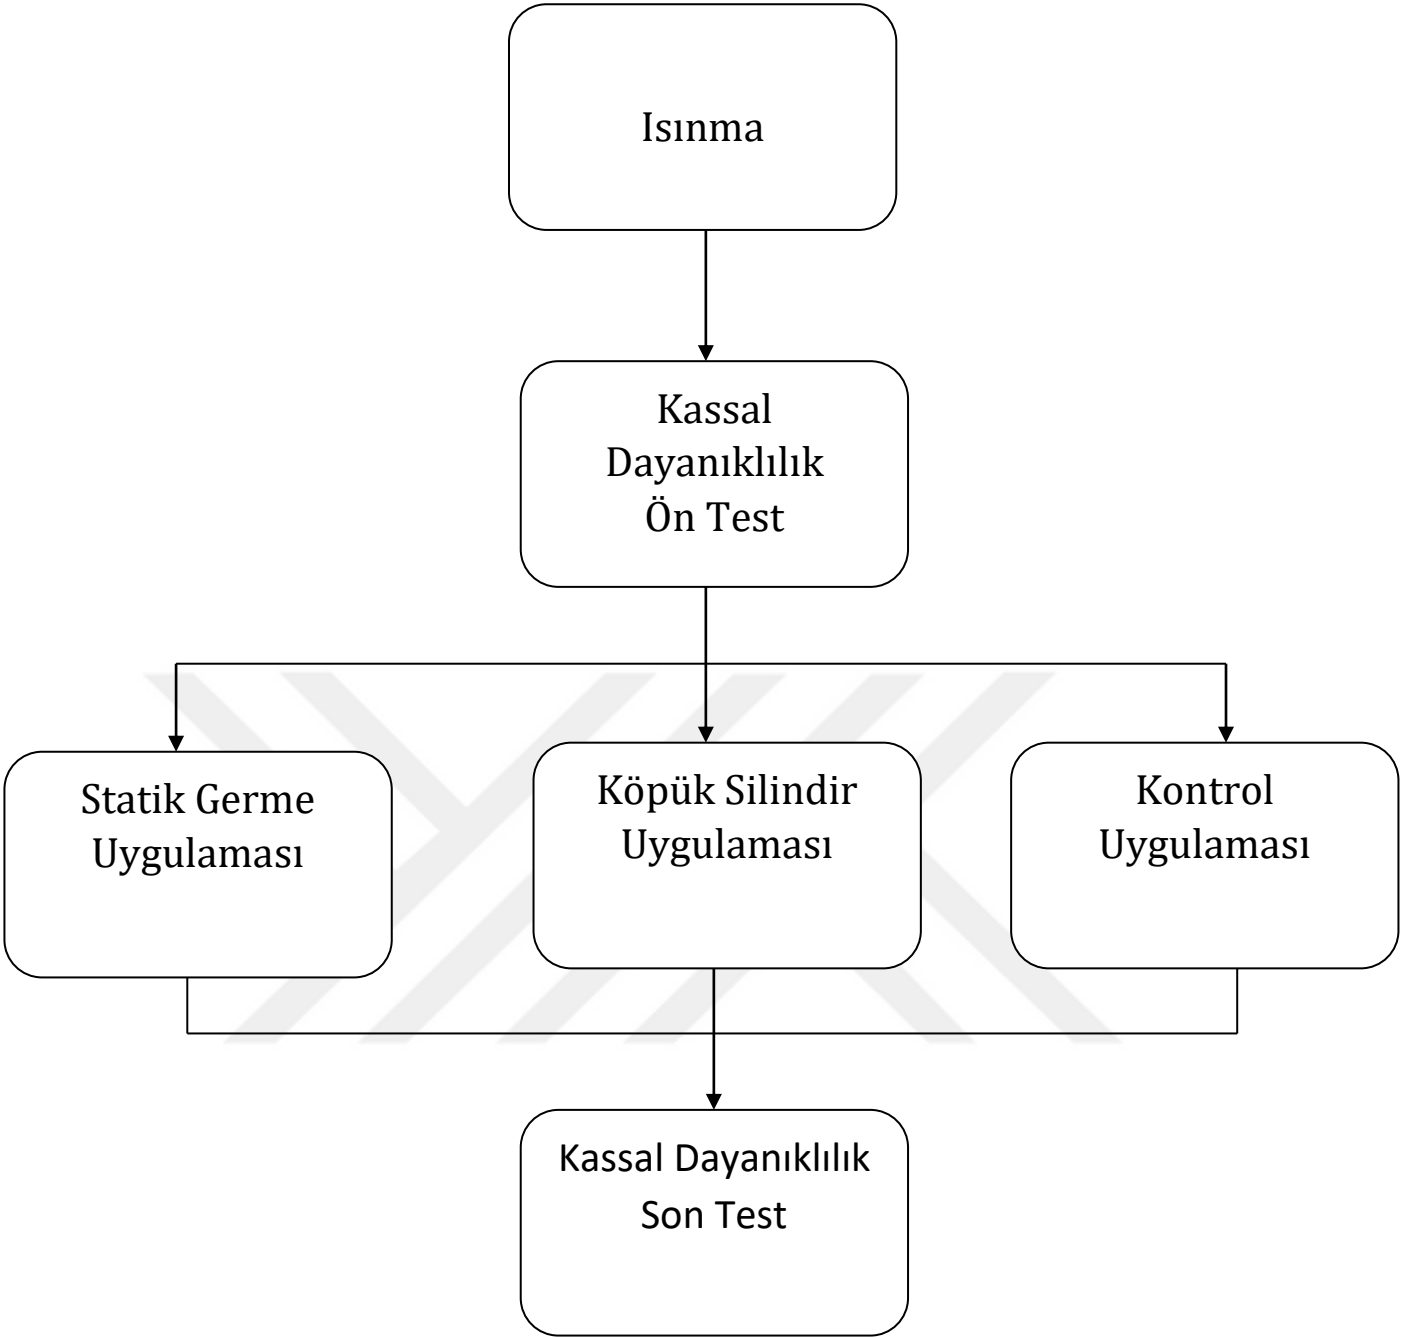 Isınma
Kassal
Dayanıklılık
Ön Test
Statik Germe
Uygulaması
Köpük Silindir
Uygulaması
Kontrol
Uygulaması
Kassal Dayanıklılık
Son Test